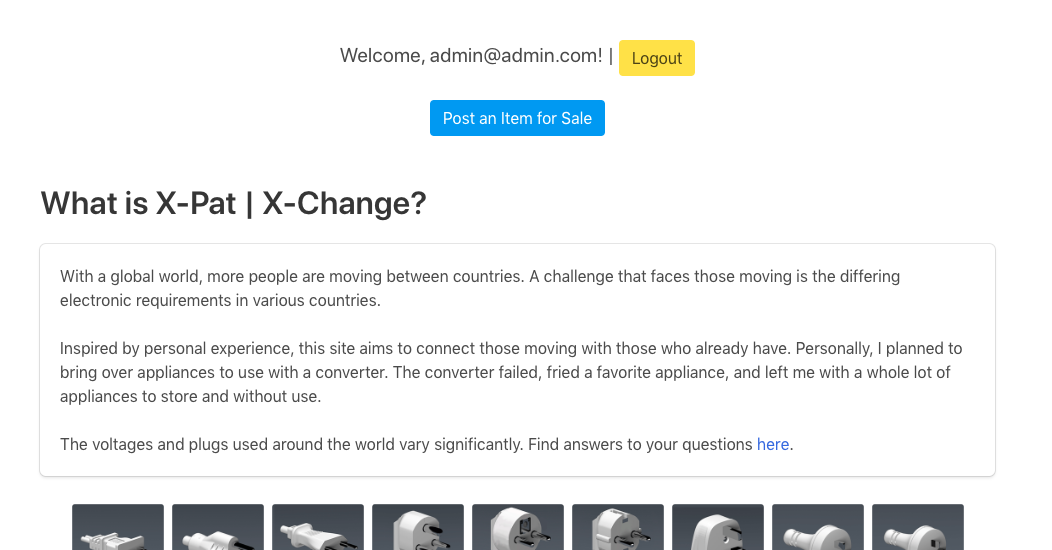 Welcome, admin@admin.com! | Logout
Post an Item for Sale
What is X-Pat | X-Change?
With a global world, more people are moving between countries. A challenge that faces those moving is the differing
electronic requirements in various countries.
Inspired by personal experience, this site aims to connect those moving with those who already have. Personally, I planned to
bring over appliances to use with a converter. The converter failed, fried a favorite appliance, and left me with a whole lot of
appliances to store and without use.
The voltages and plugs used around the world vary significantly. Find answers to your questions here.